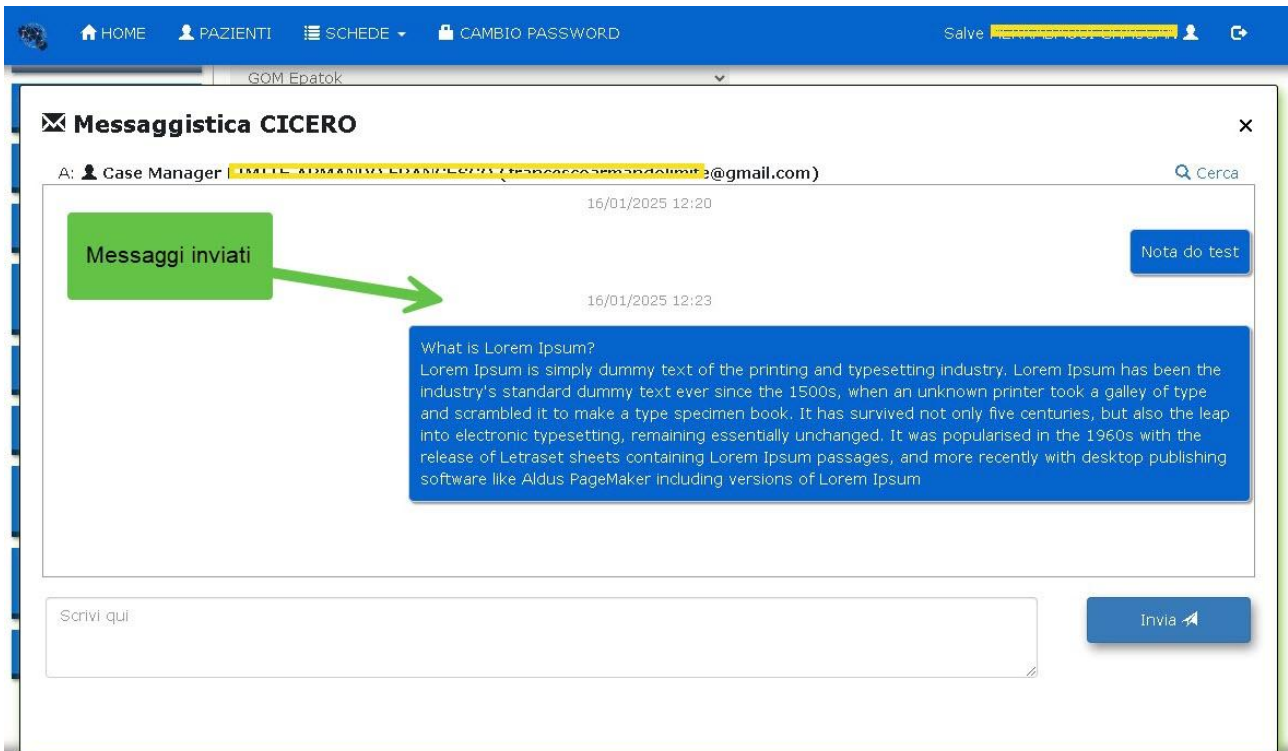 HOME PAZIENTI SCHEDE CAMBIO PASSWORD Salve
GOM Epatok
Messaggistica CICERO
A: Case Manager @gmail.com) Cerca
16/01/2025 12:20
Messaggi inviati
Nota do test
16/01/2025 12:23
What is Lorem Ipsum?
Lorem Ipsum is simply dummy text of the printing and typesetting industry. Lorem Ipsum has been the
industry's standard dummy text ever since the 1500s, when an unknown printer took a galley of type
and scrambled it to make a type specimen book. It has survived not only five centuries, but also the leap
into electronic typesetting, remaining essentially unchanged. It was popularised in the 1960s with the
release of Letraset sheets containing Lorem Ipsum passages, and more recently with desktop publishing
software like Aldus PageMaker including versions of Lorem Ipsum
Scrivi qui
Invia